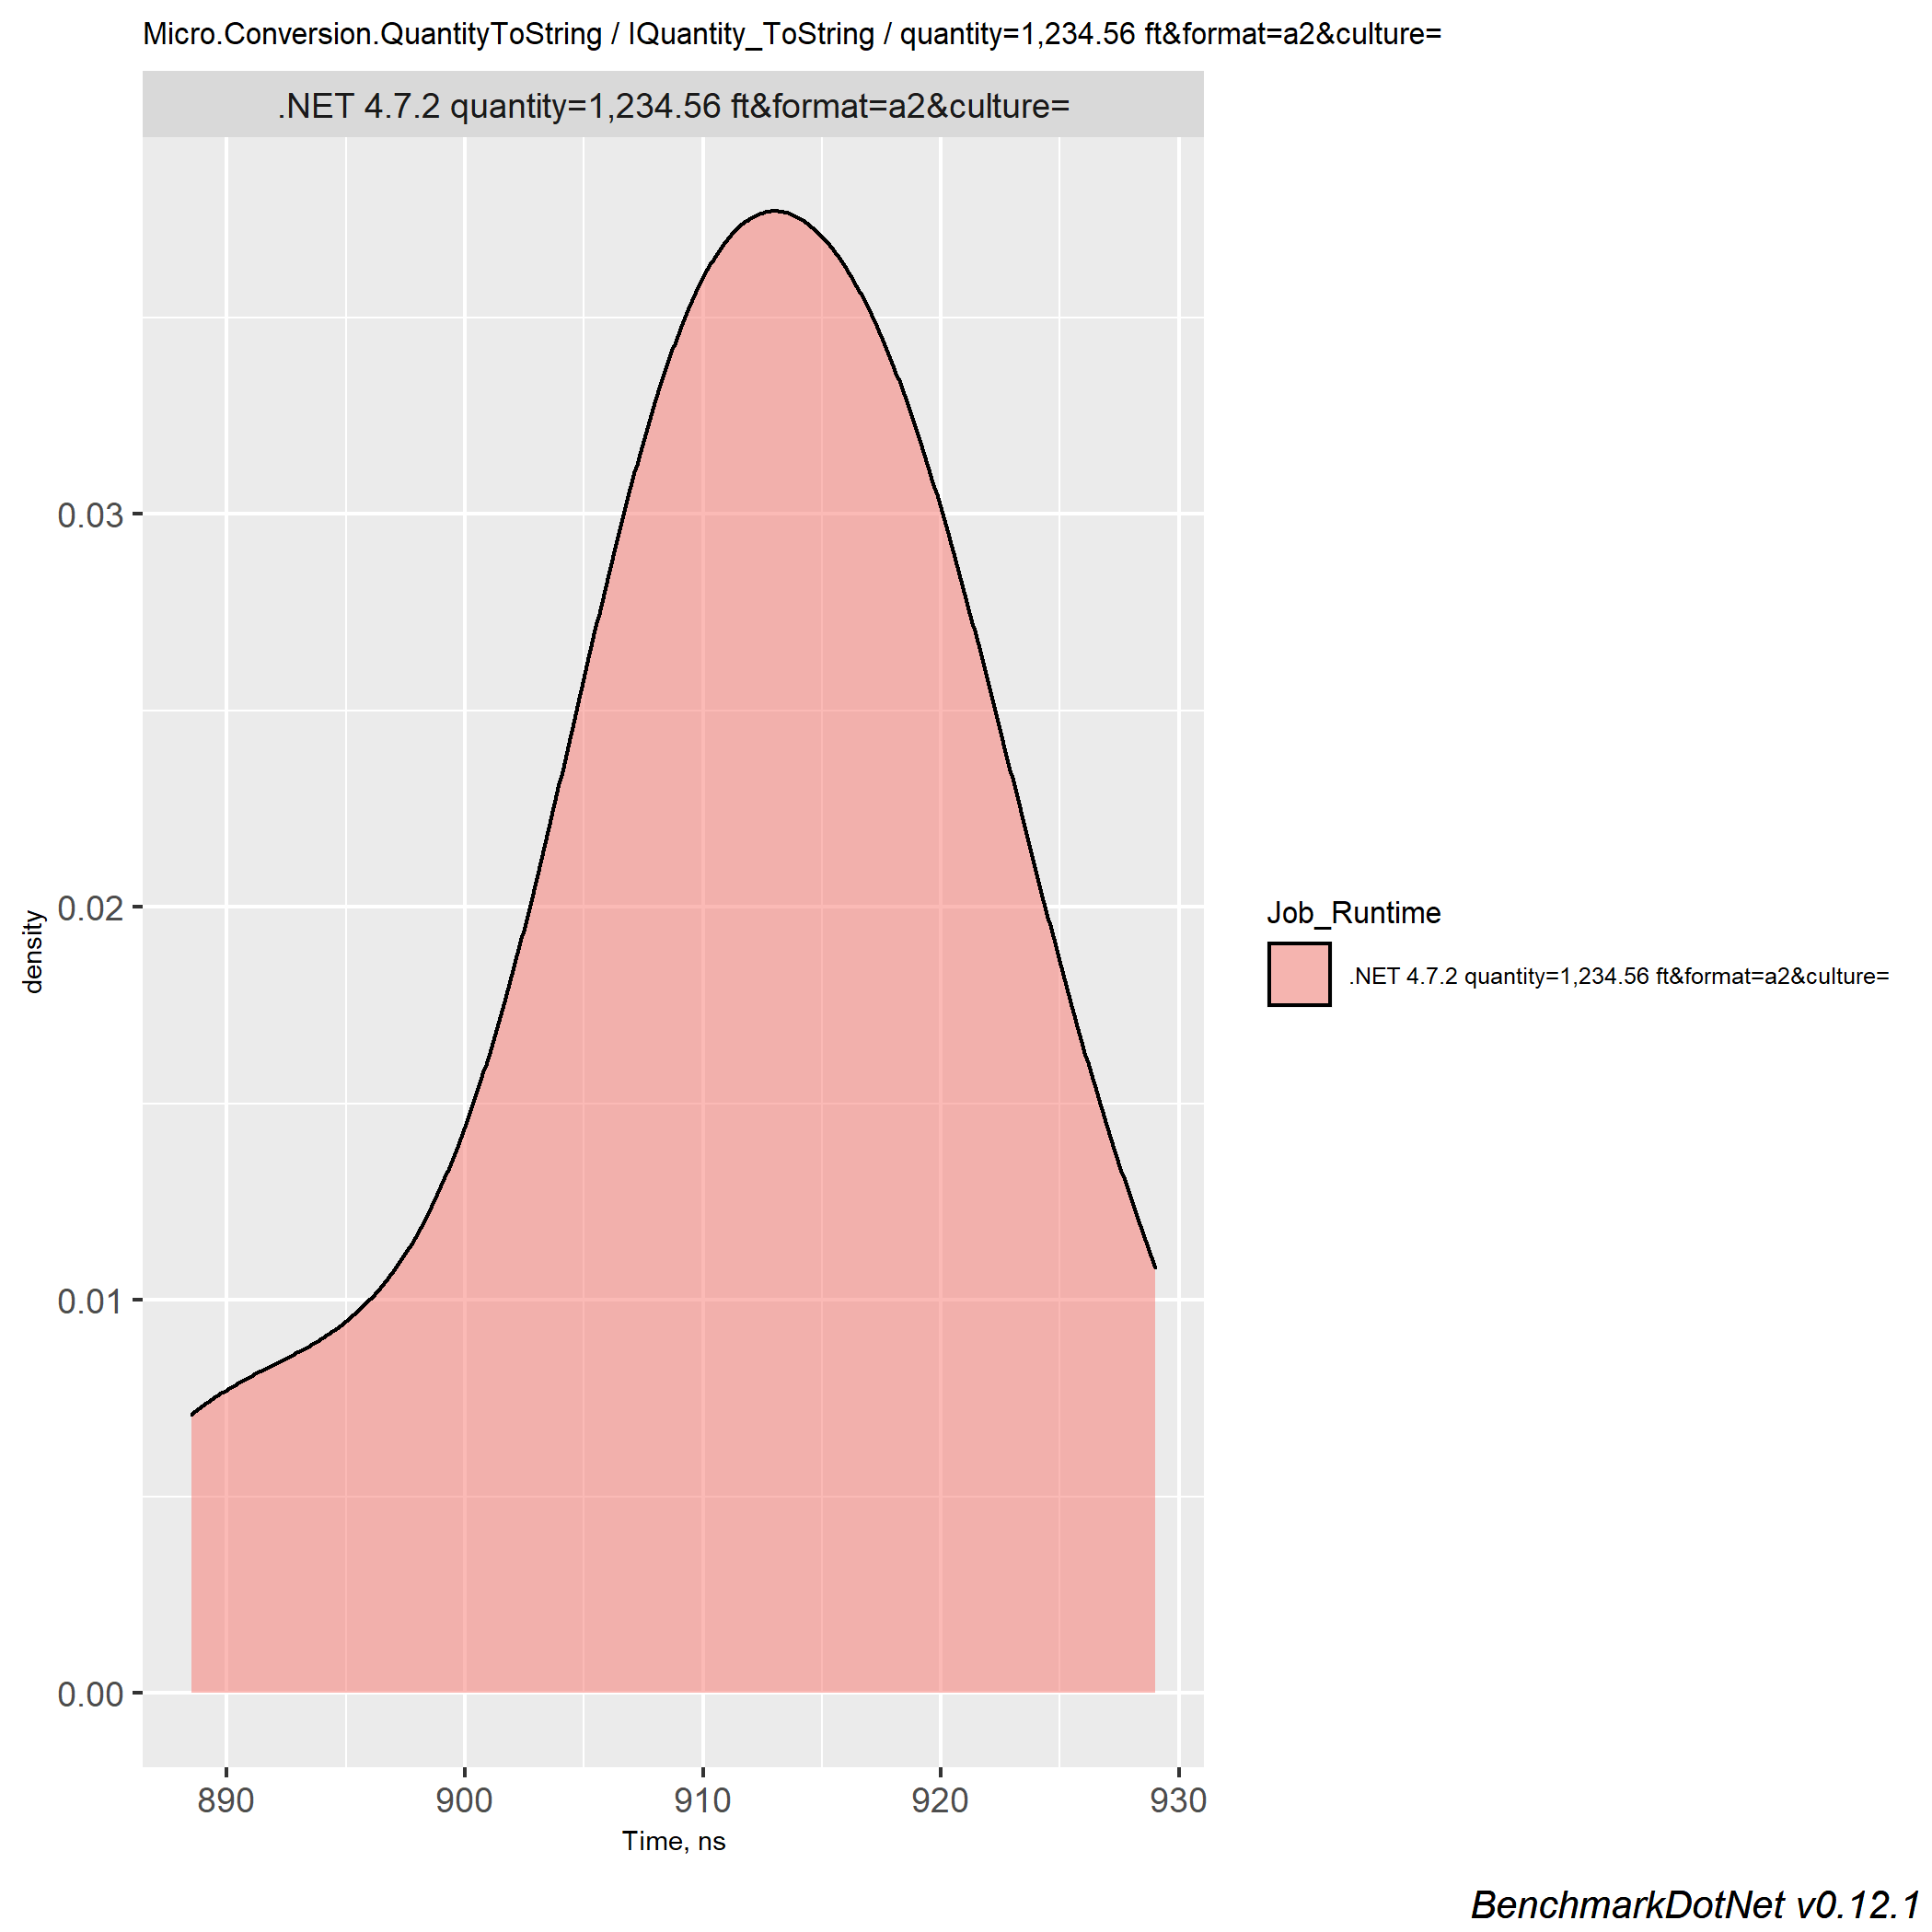 Micro.Conversion.QuantityToString / IQuantity_ToString / quantity=1,234.56 ft&format=a2&culture=
.NET 4.7.2 quantity=1,234.56 ft&format=a2&culture=
0.03
0.02
0.01
0.00
density
890 900 910 920 930
Time, ns
Job_Runtime
.NET 4.7.2 quantity=1,234.56 ft&format=a2&culture=
BenchmarkDotNet v0.12.1